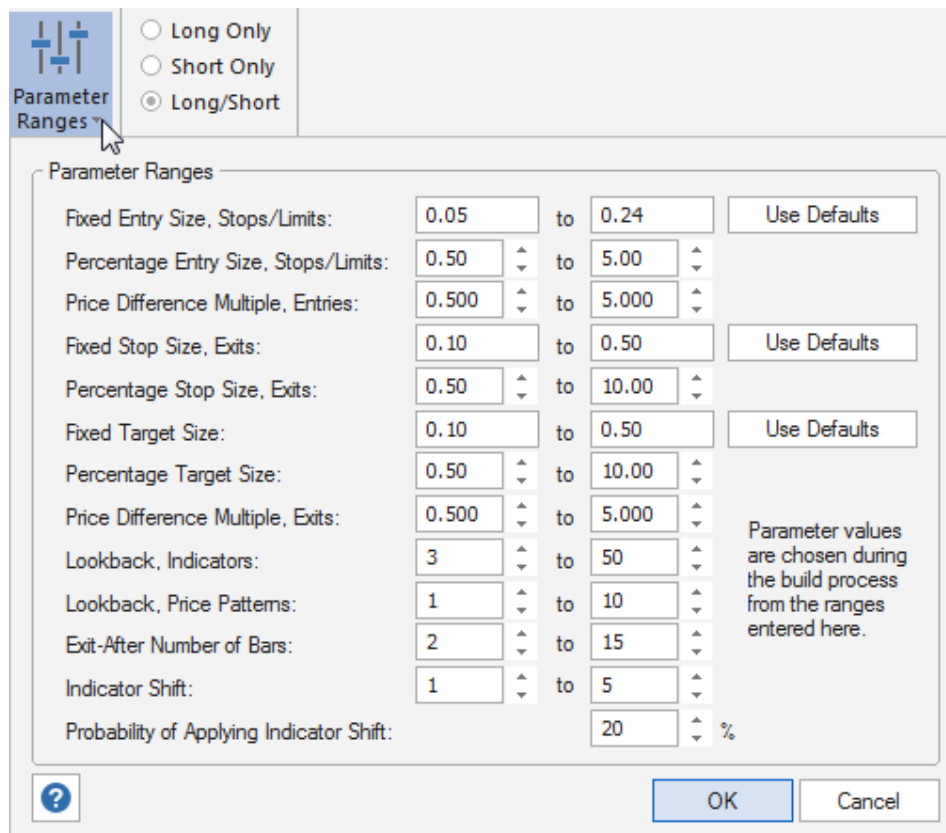 Long Only
Short Only
Long/Short
Parameter
Ranges
Parameter Ranges
Fixed Entry Size, Stops/Limits: 0.05 to 0.24 Use Defaults
Percentage Entry Size, Stops/Limits: 0.50 to 5.00
Price Difference Multiple, Entries: 0.500 to 5.000
Fixed Stop Size, Exits: 0.10 to 0.50 Use Defaults
Percentage Stop Size, Exits: 0.50 to 10.00
Fixed Target Size: 0.10 to 0.50 Use Defaults
Percentage Target Size: 0.50 to 10.00
Price Difference Multiple, Exits: 0.500 to 5.000
Lookback, Indicators: 3 to 50
Lookback, Price Patterns: 1 to 10
Exit-After Number of Bars: 2 to 15
Indicator Shift: 1 to 5
Probability of Applying Indicator Shift: 20 %
Parameter values
are chosen during
the build process
from the ranges
entered here.
?
OK
Cancel